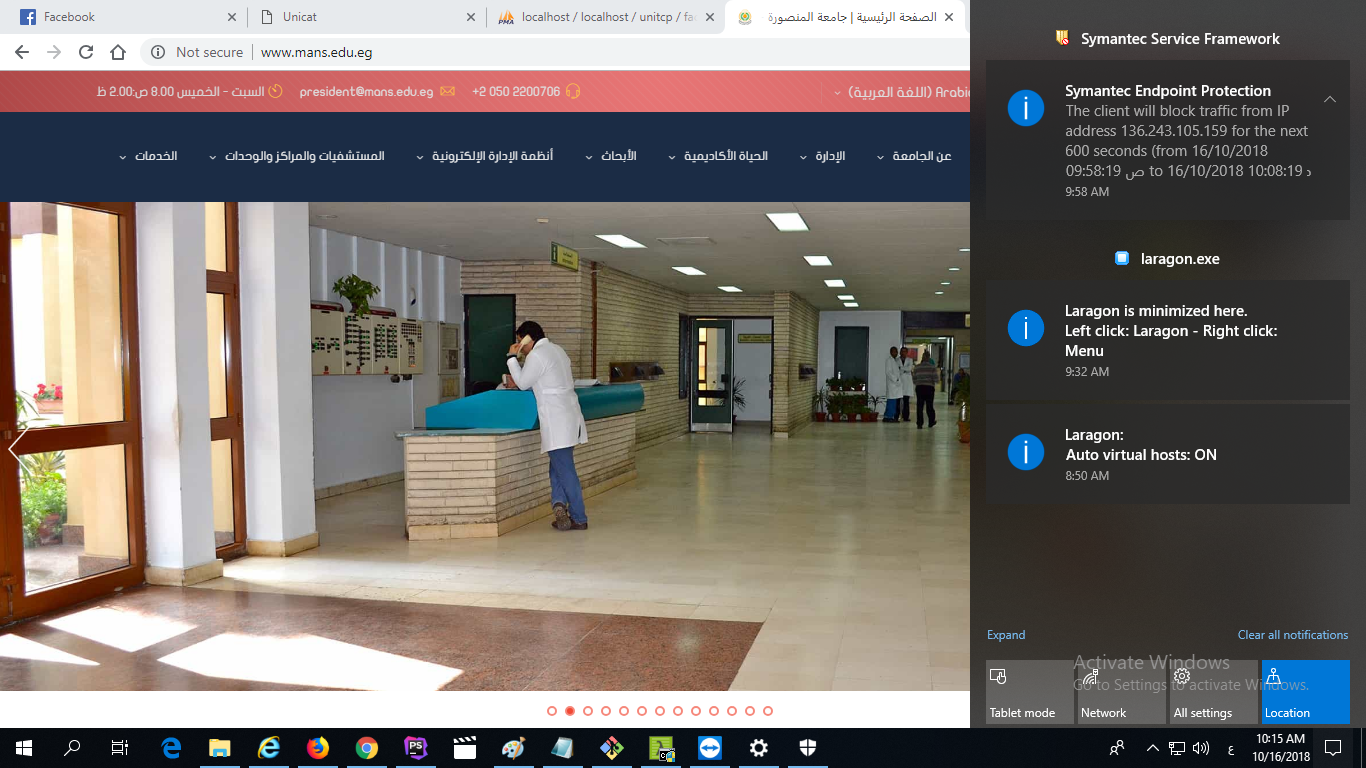 Facebook
Unicat
localhost / localhost / unitcp / fa
الصفحة الرئيسية | جامعة المنصورة
Not secure
www.mans.edu.eg
السبت - الخميس 8.00 ص:2.00 ظ
president@mans.edu.eg
+2 050 2200706
(اللغة العربية) Arabi
عن الجامعة
الإدارة
الحياة الأكاديمية
الأبحاث
أنظمة الإدارة الإلكترونية
المستشفيات والمراكز والوحدات
الخدمات
Symantec Service Framework
Symantec Endpoint Protection
The client will block traffic from IP
address 136.243.105.159 for the next
600 seconds (from 16/10/2018
09:58:19 ص to 16/10/2018 10:08:19 د
9:58 AM
laragon.exe
Laragon is minimized here.
Left click: Laragon - Right click:
Menu
9:32 AM
Laragon:
Auto virtual hosts: ON
8:50 AM
Expand
Clear all notifications
Activate Windows
Go to Settings to activate Windows.
Tablet mode
Network
All settings
Location
PS
ع
10:15 AM
10/16/2018